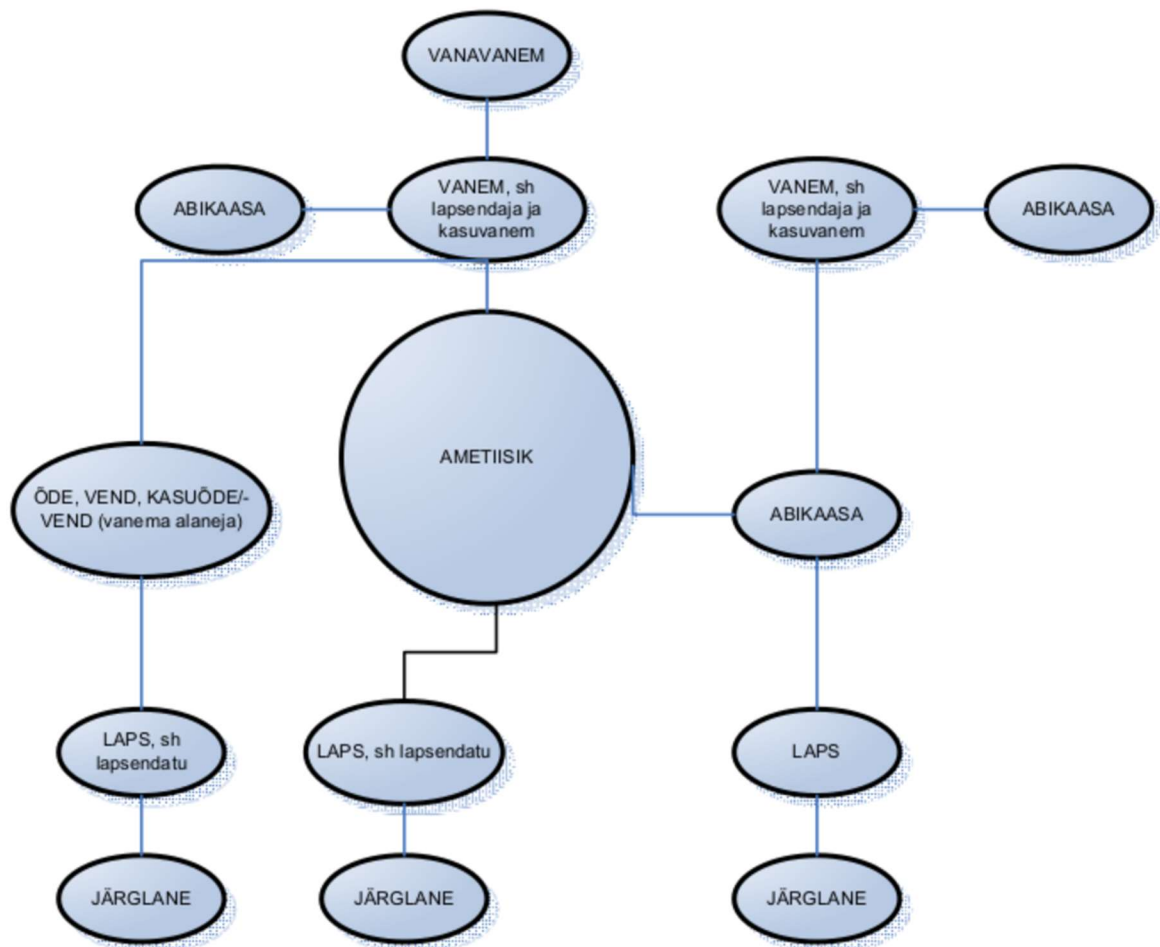 VANAVANEM
ABIKAASA
VANEM, sh
lapsendaja ja
kasuvanem
VANEM, sh
lapsendaja ja
kasuvanem
ABIKAASA
AMETIISIK
ÕDE, VEND, KASUÕDE/-
VEND (vanema alaneja)
ABIKAASA
LAPS, sh
lapsendatu
LAPS, sh lapsendatu
LAPS
JÄRGLANE
JÄRGLANE
JÄRGLANE